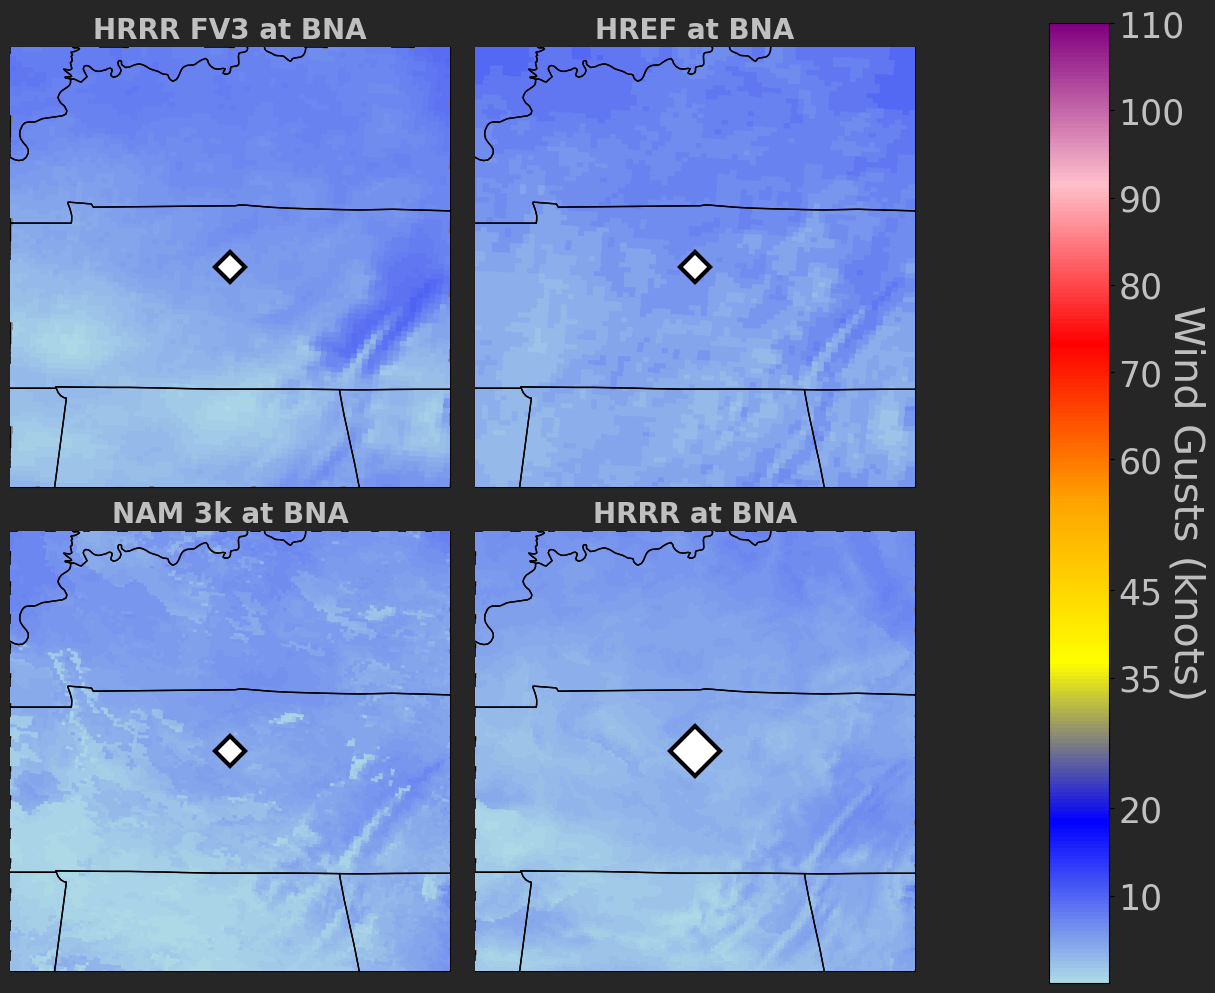 HRRR FV3 at BNA
HREF at BNA
NAM 3k at BNA
HRRR at BNA
110
100
90
80
70
60
45
35
20
10
Wind Gusts (knots)